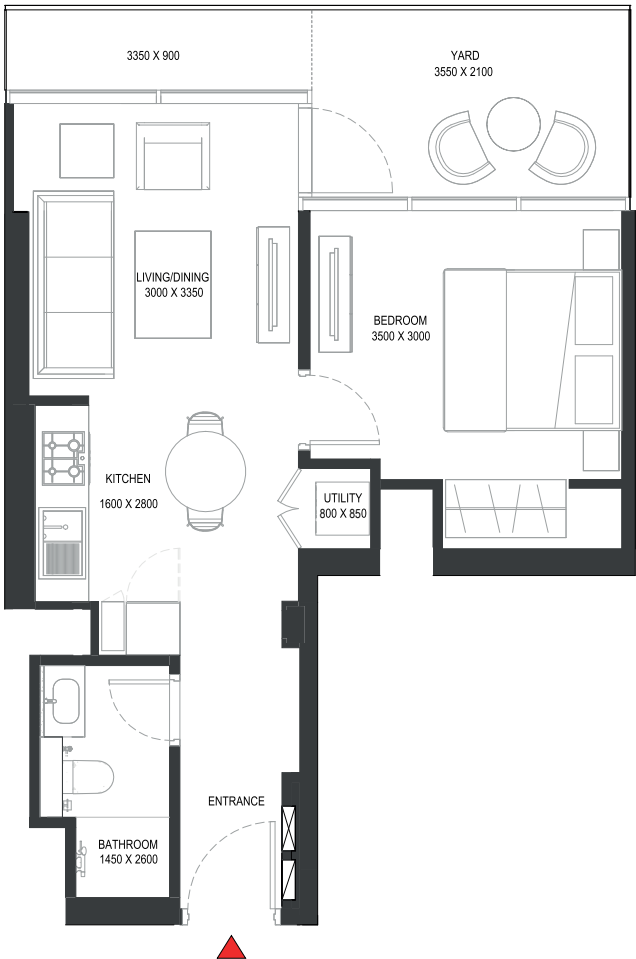 3350 X 900
YARD
3550 X 2100
LIVING/DINING
3000 X 3350
BEDROOM
3500 X 3000
KITCHEN
1600 X 2800
UTILITY
800 X 850
ENTRANCE
BATHROOM
1450 X 2600